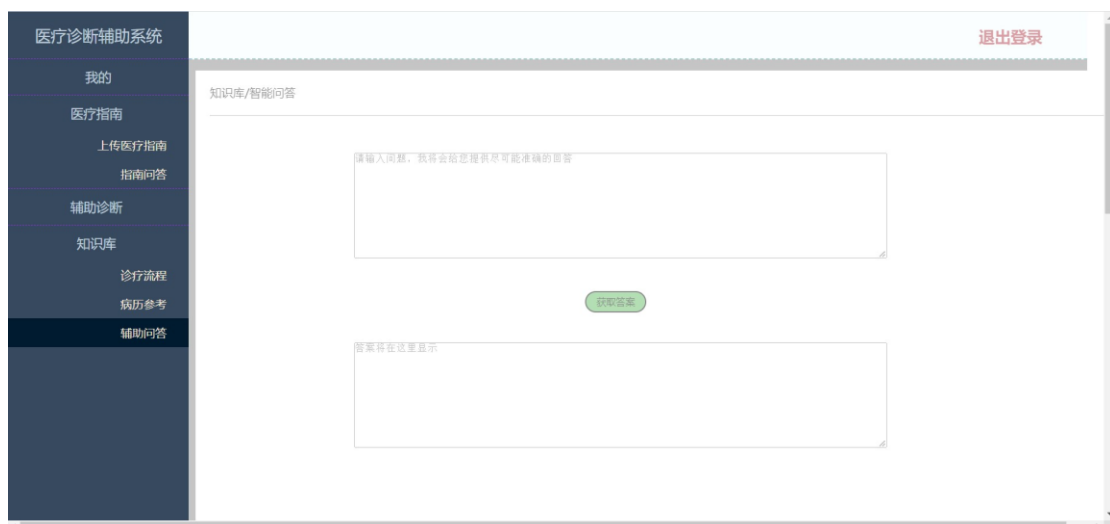 医疗诊断辅助系统
退出登录
我的
医疗指南
上传医疗指南
指南问答
辅助诊断
知识库
诊疗流程
病历参考
辅助问答
知识库/智能问答
请输入问题，我将会给您提供尽可能准确的回答
获取答案
答案将在这里显示